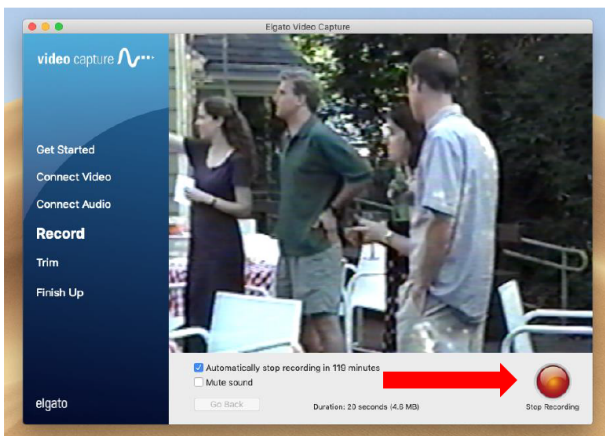 Elgato Video Capture
video capture
Get Started
Connect Video
Connect Audio
Record
Trim
Finish Up
elgato
Automatically stop recording in 119 minutes
Mute sound
Go Back
Duration: 29 seconds (4.6 MB)
Stop Recording